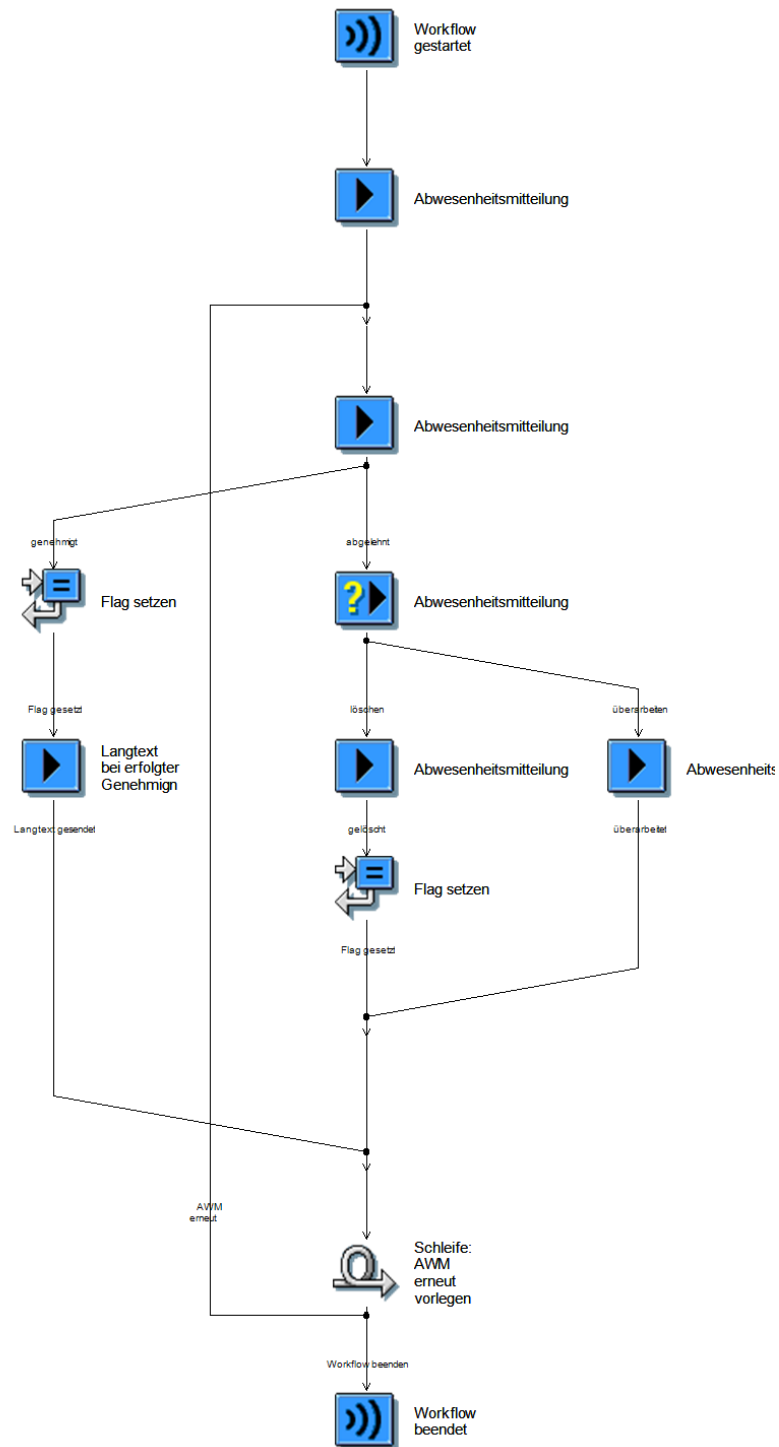 Workflow
gestartet
Abwesenheitsmitteilung
Abwesenheitsmitteilung
genehmigt
abgelehnt
Flag setzen
Abwesenheitsmitteilung
Flag gesetzt
löschen
überarbeiten
Langtext
bei erfolgter
Genehmign
Abwesenheitsmitteilung
Abwesenheits
Langtext gesendet
gelöscht
überarbeitet
Flag setzen
Flag gesetzt
AWM
erneut
Schleife:
AWM
erneut
vorlegen
Workflow beenden
Workflow
beendet